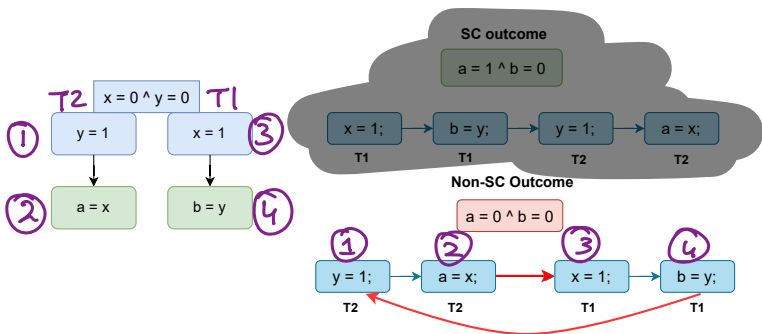 T2
x = 0 ^ y = 0
T1
1
y = 1
x = 1
3
2
a = x
b = y
4
SC outcome
a = 1 ^ b = 0
x = 1;
b = y;
y = 1;
a = x;
T1
T1
T2
T2
Non-SC Outcome
a = 0 ^ b = 0
1
2
3
4
y = 1;
a = x;
x = 1;
b = y;
T2
T2
T1
T1